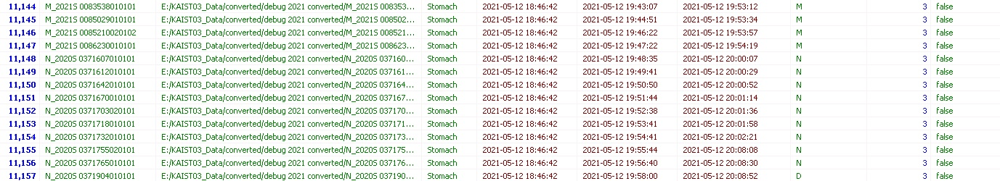 11,144 M_2021S 0083538010101 E:/KAIST03_Data/converted/debug 2021 converted/M_2021S 008353... Stomach 2021-05-12 18:46:42 2021-05-12 19:43:07 2021-05-12 19:53:12 M 3 false
11,145 M_2021S 0085029010101 E:/KAIST03_Data/converted/debug 2021 converted/M_2021S 008502... Stomach 2021-05-12 18:46:42 2021-05-12 19:44:51 2021-05-12 19:53:34 M 3 false
11,146 M_2021S 0085210020102 E:/KAIST03_Data/converted/debug 2021 converted/M_2021S 008521... Stomach 2021-05-12 18:46:42 2021-05-12 19:46:22 2021-05-12 19:53:57 M 3 false
11,147 M_2021S 0086230010101 E:/KAIST03_Data/converted/debug 2021 converted/M_2021S 008623... Stomach 2021-05-12 18:46:42 2021-05-12 19:47:22 2021-05-12 19:54:19 M 3 false
11,148 N_2020S 0371607010101 E:/KAIST03_Data/converted/debug 2021 converted/N_2020S 037160... Stomach 2021-05-12 18:46:42 2021-05-12 19:48:35 2021-05-12 20:00:07 N 3 false
11,149 N_2020S 0371612010101 E:/KAIST03_Data/converted/debug 2021 converted/N_2020S 037161... Stomach 2021-05-12 18:46:42 2021-05-12 19:49:41 2021-05-12 20:00:29 N 3 false
11,150 N_2020S 0371642010101 E:/KAIST03_Data/converted/debug 2021 converted/N_2020S 037164... Stomach 2021-05-12 18:46:42 2021-05-12 19:50:50 2021-05-12 20:00:52 N 3 false
11,151 N_2020S 0371670010101 E:/KAIST03_Data/converted/debug 2021 converted/N_2020S 037167... Stomach 2021-05-12 18:46:42 2021-05-12 19:51:44 2021-05-12 20:01:14 N 3 false
11,152 N_2020S 0371703020101 E:/KAIST03_Data/converted/debug 2021 converted/N_2020S 037170... Stomach 2021-05-12 18:46:42 2021-05-12 19:52:38 2021-05-12 20:01:36 N 3 false
11,153 N_2020S 0371718010101 E:/KAIST03_Data/converted/debug 2021 converted/N_2020S 037171... Stomach 2021-05-12 18:46:42 2021-05-12 19:53:41 2021-05-12 20:01:58 N 3 false
11,154 N_2020S 0371732010101 E:/KAIST03_Data/converted/debug 2021 converted/N_2020S 037173... Stomach 2021-05-12 18:46:42 2021-05-12 19:54:41 2021-05-12 20:02:21 N 3 false
11,155 N_2020S 0371755020101 E:/KAIST03_Data/converted/debug 2021 converted/N_2020S 037175... Stomach 2021-05-12 18:46:42 2021-05-12 19:55:44 2021-05-12 20:08:08 N 3 false
11,156 N_2020S 0371765010101 E:/KAIST03_Data/converted/debug 2021 converted/N_2020S 037176... Stomach 2021-05-12 18:46:42 2021-05-12 19:56:40 2021-05-12 20:08:30 N 3 false
11,157 N_2020S 0371904010101 E:/KAIST03_Data/converted/debug 2021 converted/N_2020S 037190... Stomach 2021-05-12 18:46:42 2021-05-12 19:58:00 2021-05-12 20:08:52 D 3 false